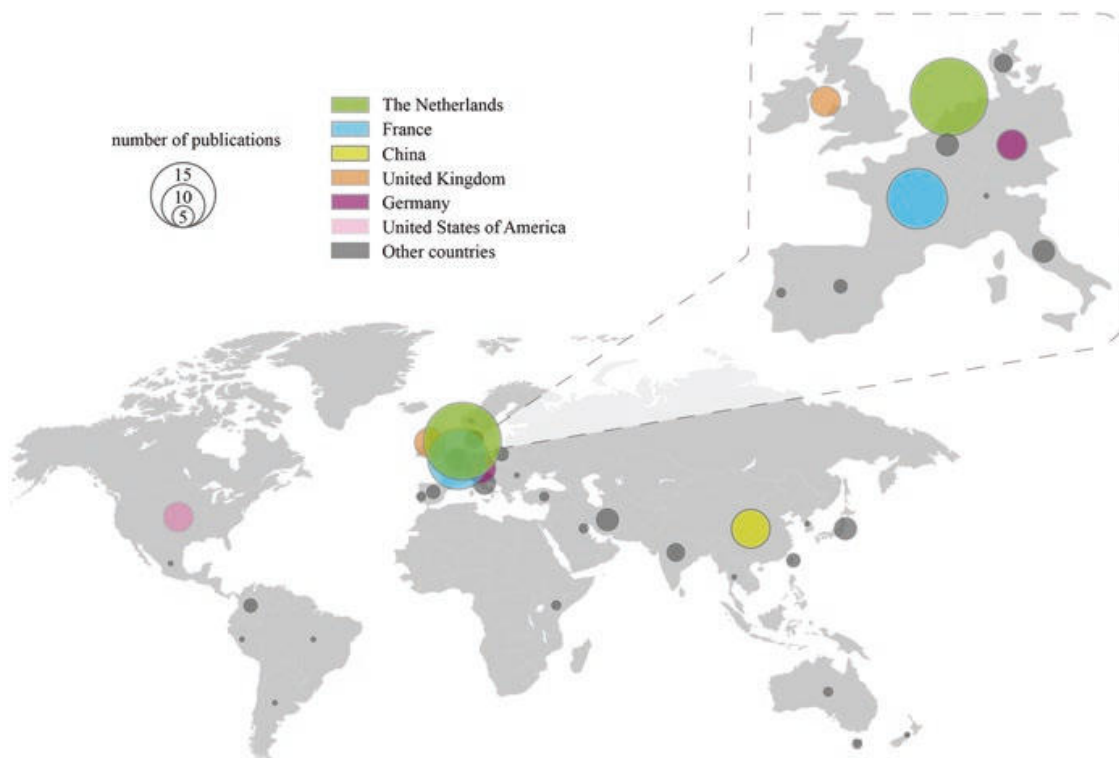 number of publications
15
10
5
The Netherlands
France
China
United Kingdom
Germany
United States of America
Other countries